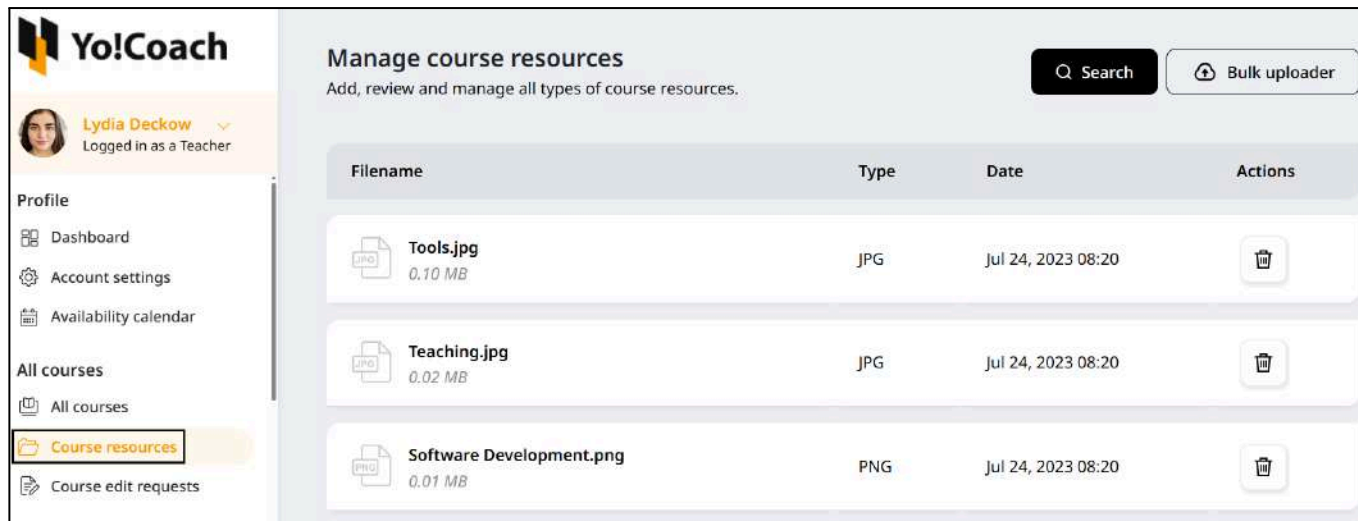 Yo!Coach
Lydia Deckow
Logged in as a Teacher
Profile
Dashboard
Account settings
Availability calendar
All courses
All courses
Course resources
Course edit requests
Manage course resources
Add, review and manage all types of course resources.
Search
Bulk uploader
Filename Type Date Actions
JPG
Tools.jpg
0.10 MB
JPG
Jul 24, 2023 08:20
JPG
Teaching.jpg
0.02 MB
JPG
Jul 24, 2023 08:20
PNG
Software Development.png
0.01 MB
PNG
Jul 24, 2023 08:20